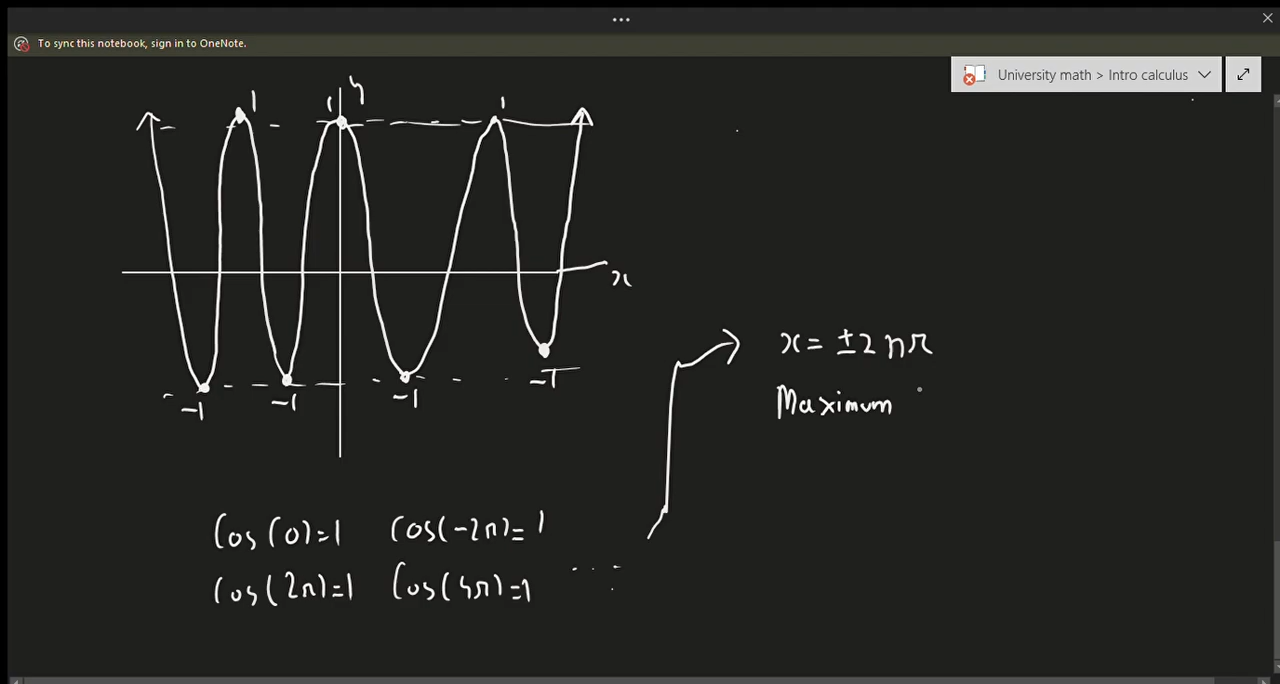 To sync this notebook, sign in to OneNote.
University math > Intro calculus
1 1 y 1
x
-1 -1 -1 -1
x = ±2nπ
Maximum
Cos(0)=1 Cos(-2π)=1
Cos(2π)=1 Cos(4π)=1 ...